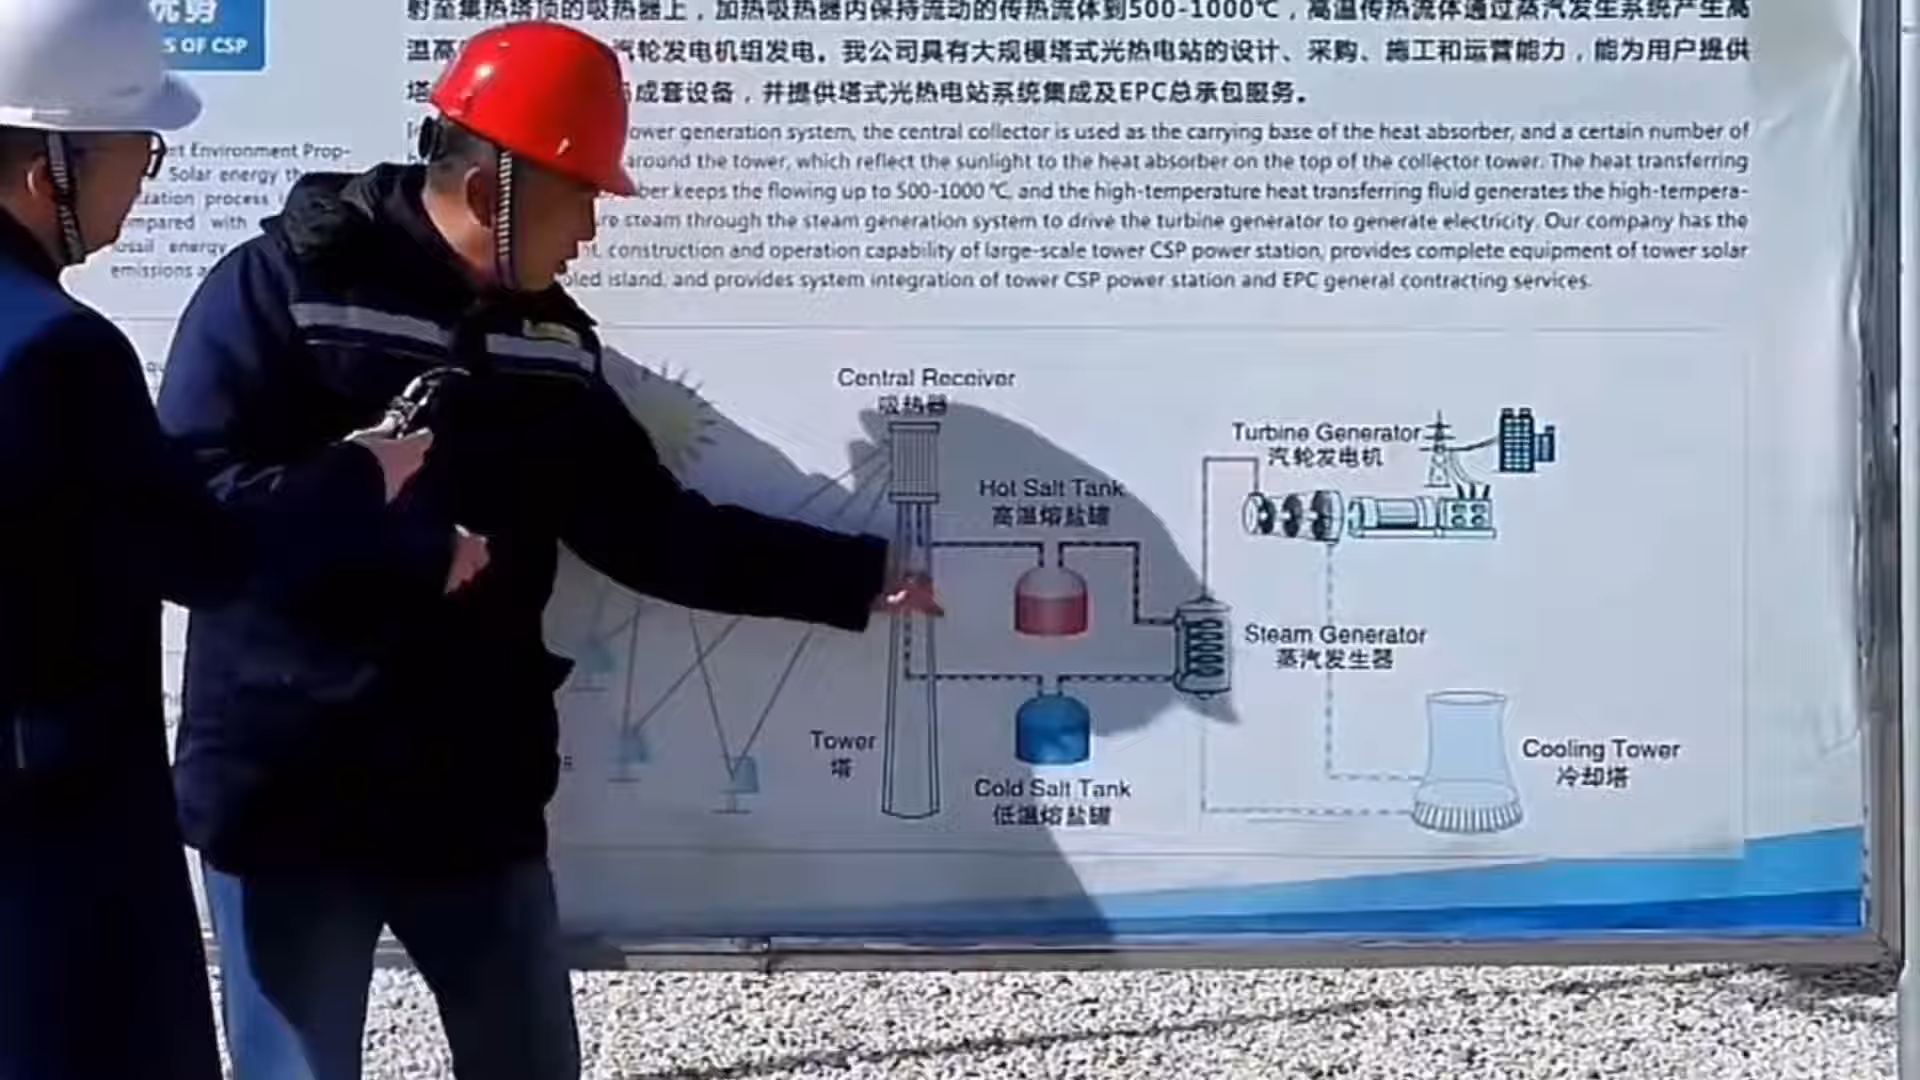 优势
S OF CSP
射至集热塔顶的吸热器上，加热吸热器内保持流动的传热流体到500-1000℃，高温传热流体通过蒸汽发生系统产生高
温高
汽轮发电机组发电。我公司具有大规模塔式光热电站的设计、采购、施工和运营能力，能为用户提供
塔
成套设备，并提供塔式光热电站系统集成及EPC总承包服务。
ower generation system, the central collector is used as the carrying base of the heat absorber, and a certain number of
around the tower, which reflect the sunlight to the heat absorber on the top of the collector tower. The heat transferring
ber keeps the flowing up to 500-1000 ℃, and the high-temperature heat transferring fluid generates the high-tempera-
re steam through the steam generation system to drive the turbine generator to generate electricity. Our company has the
nt, construction and operation capability of large-scale tower CSP power station, provides complete equipment of tower solar
oled island, and provides system integration of tower CSP power station and EPC general contracting services.
et Environment Prop-
Solar energy th
ization process
ompared with
fossil energy
emissions a
Central Receiver
吸热器
Hot Salt Tank
高温熔盐罐
Turbine Generator
汽轮发电机
Steam Generator
蒸汽发生器
Tower
塔
Cold Salt Tank
低温熔盐罐
Cooling Tower
冷却塔